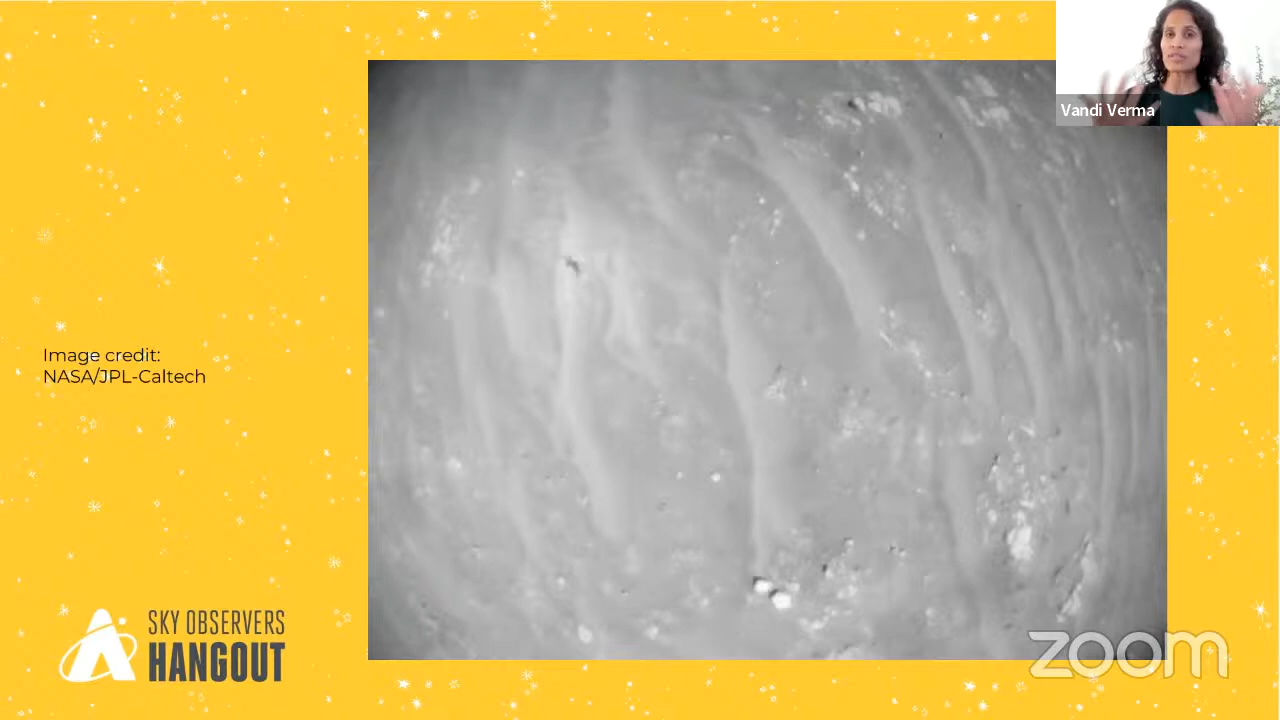 Vandi Verma
Image credit:
NASA/JPL-Caltech
SKY OBSERVERS
HANGOUT
zoom